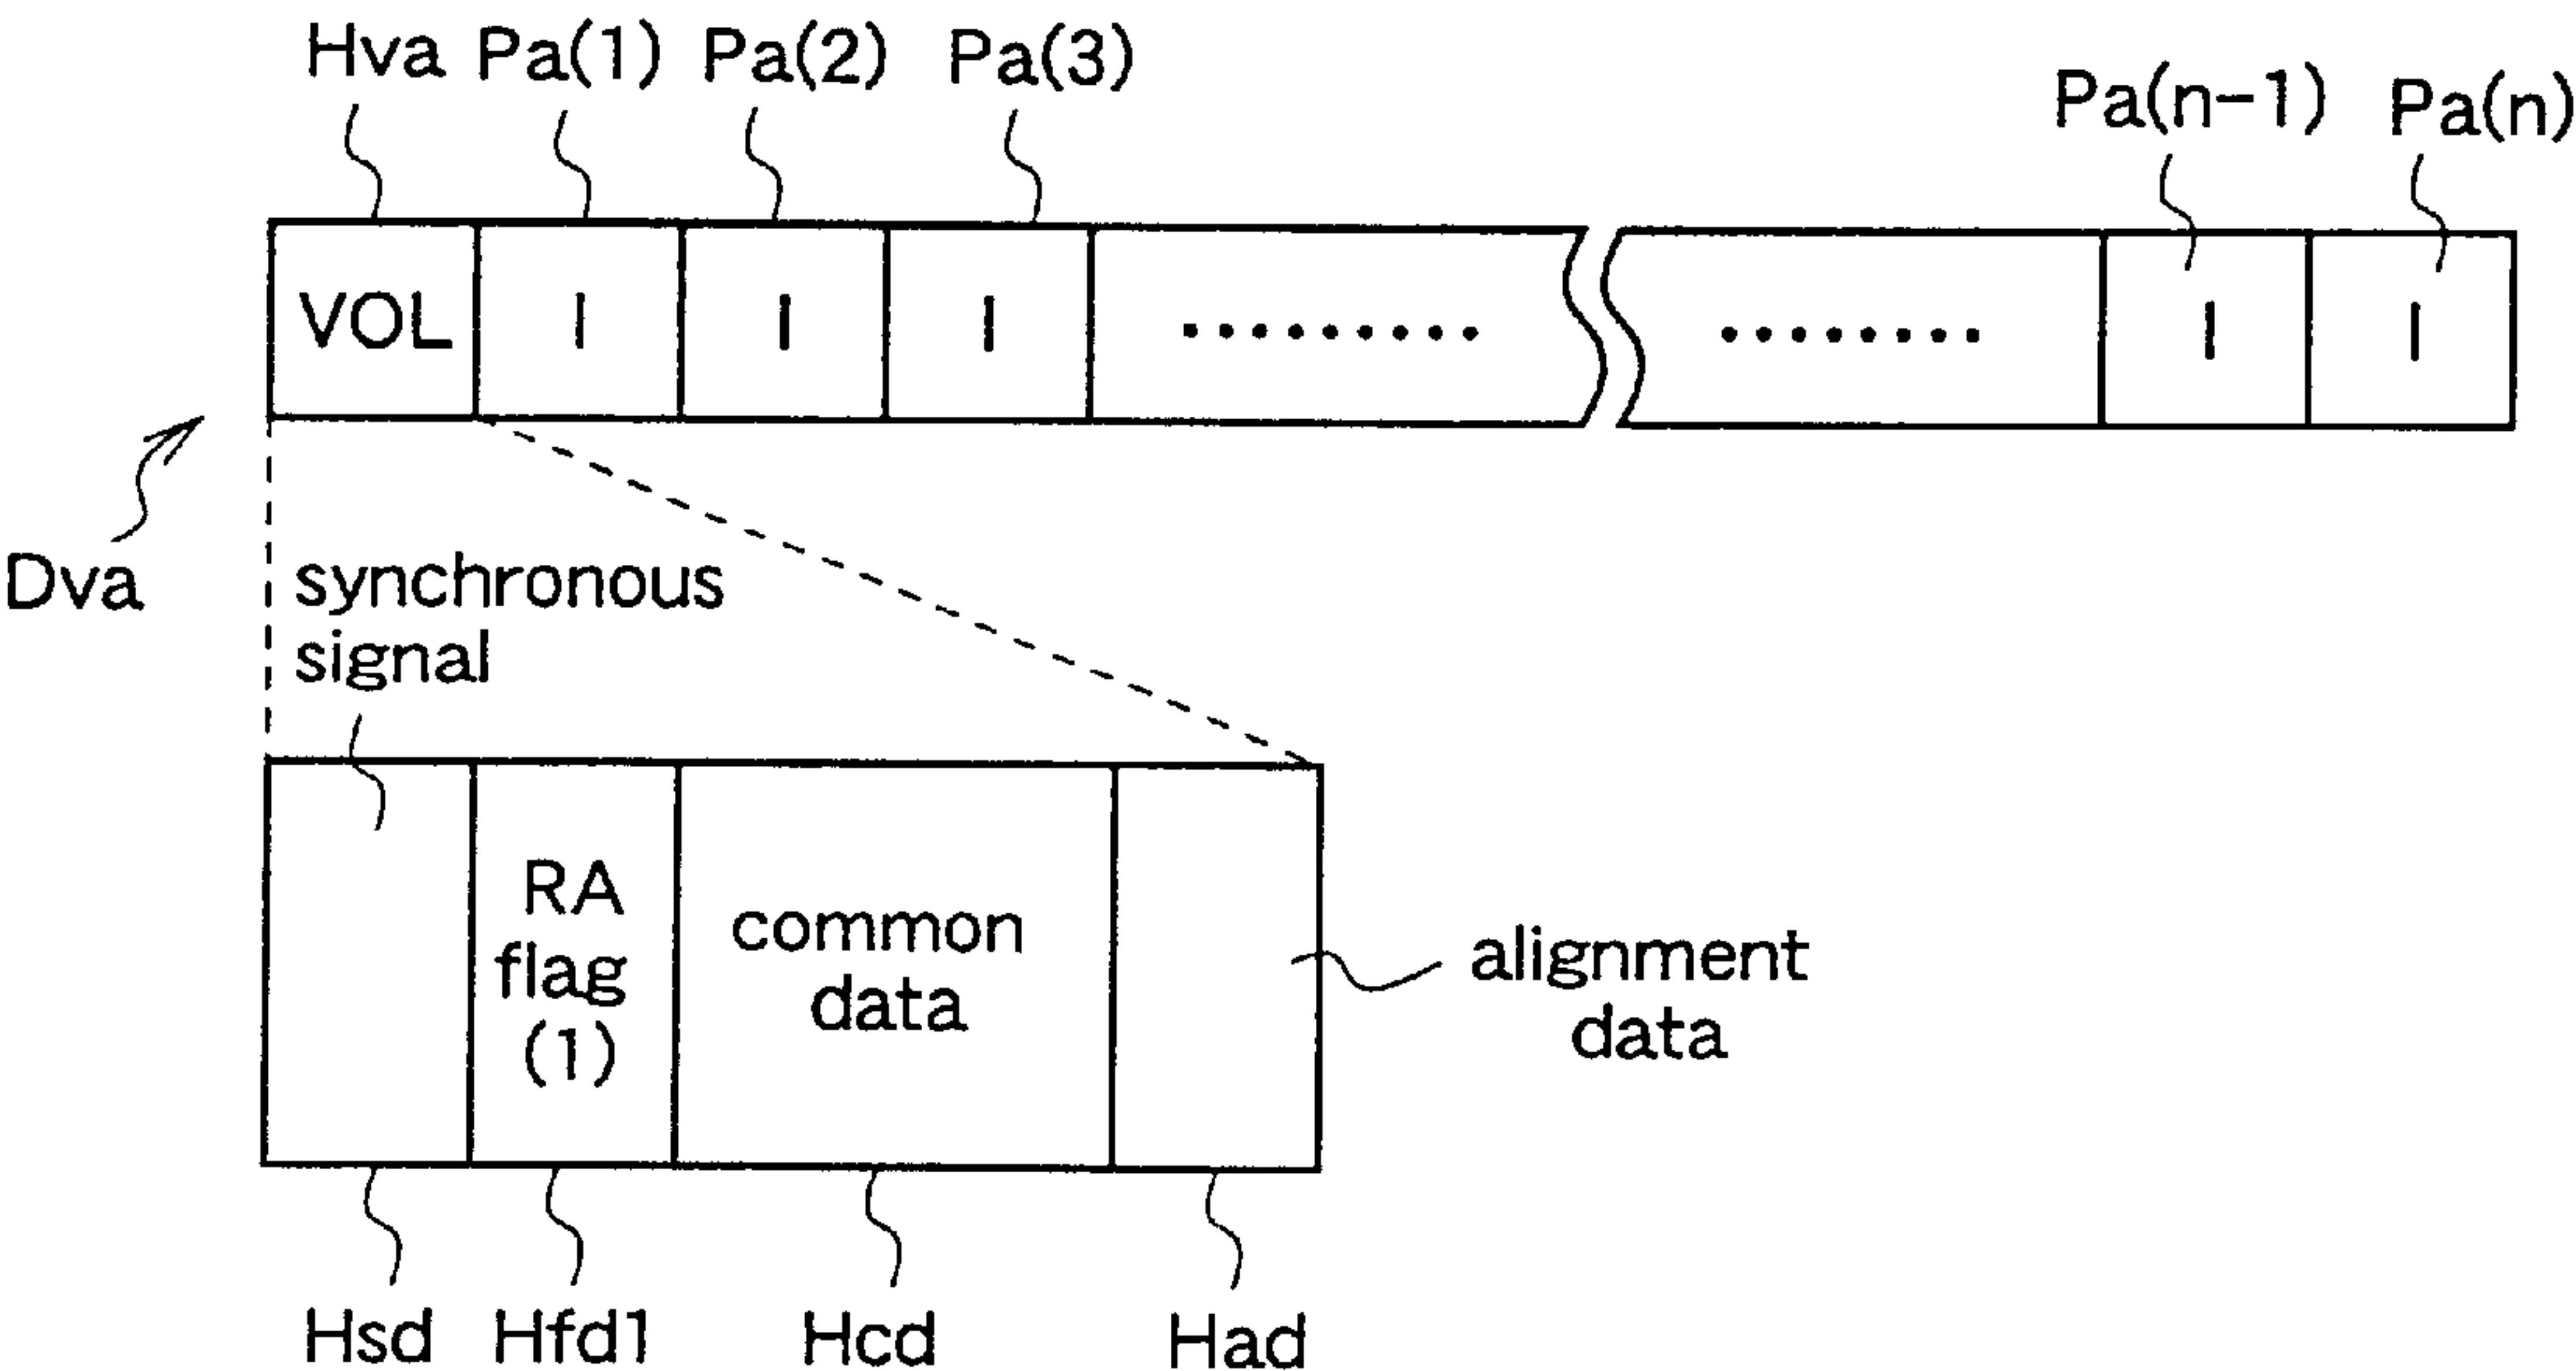 Hva Pa(1) Pa(2) Pa(3) Pa(n-1) Pa(n)
VOL I I I ......... ........ I I
Dva
synchronous
signal
RA
flag
(1)
common
data
alignment
data
Hsd Hfd1 Hcd Had